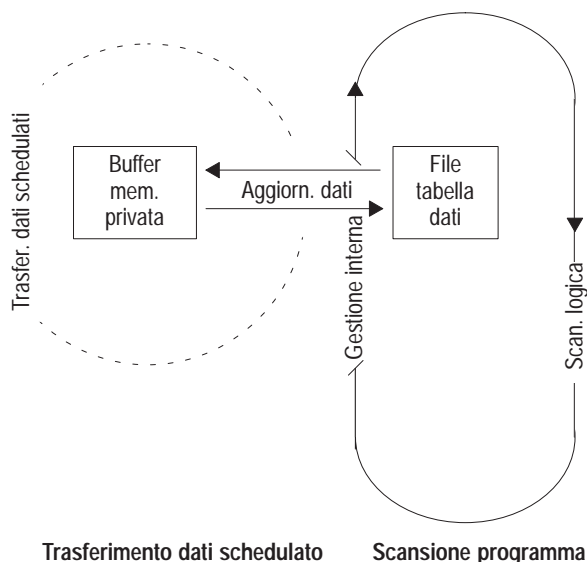 Trasfer. dati schedulati
Buffer
mem.
privata
Aggiorn. dati
File
tabella
dati
Gestione interna
Scan. logica
Trasferimento dati schedulato
Scansione programma